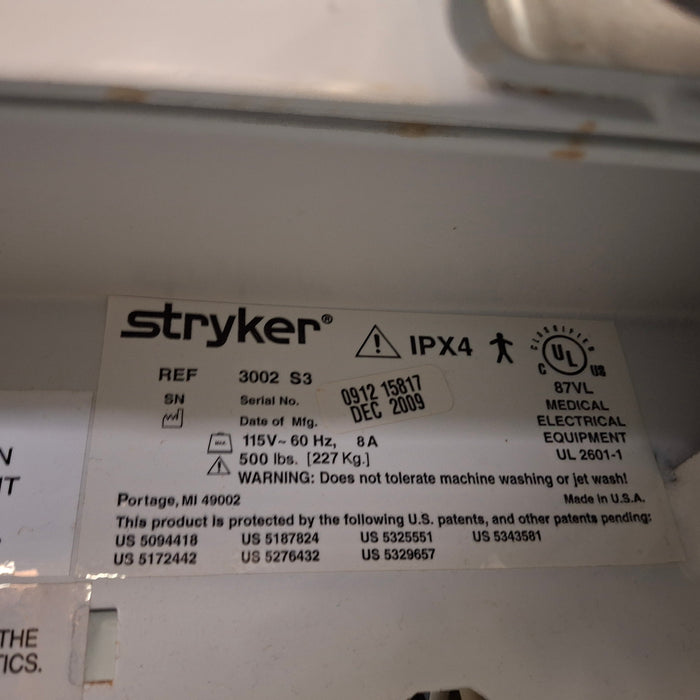 stryker®
IPX4
CLASSIFIED
C UL US
REF 3002 S3
SN Serial No. 0912 15817
Date of Mfg. DEC 2009
87VL
MEDICAL
ELECTRICAL
EQUIPMENT
UL 2601-1
115V~ 60 Hz, 8A
500 lbs. [227 Kg.]
WARNING: Does not tolerate machine washing or jet wash!
Portage, MI 49002 Made in U.S.A.
This product is protected by the following U.S. patents, and other patents pending:
US 5094418 US 5187824 US 5325551 US 5343581
US 5172442 US 5276432 US 5329657
N
IT
THE
TICS.